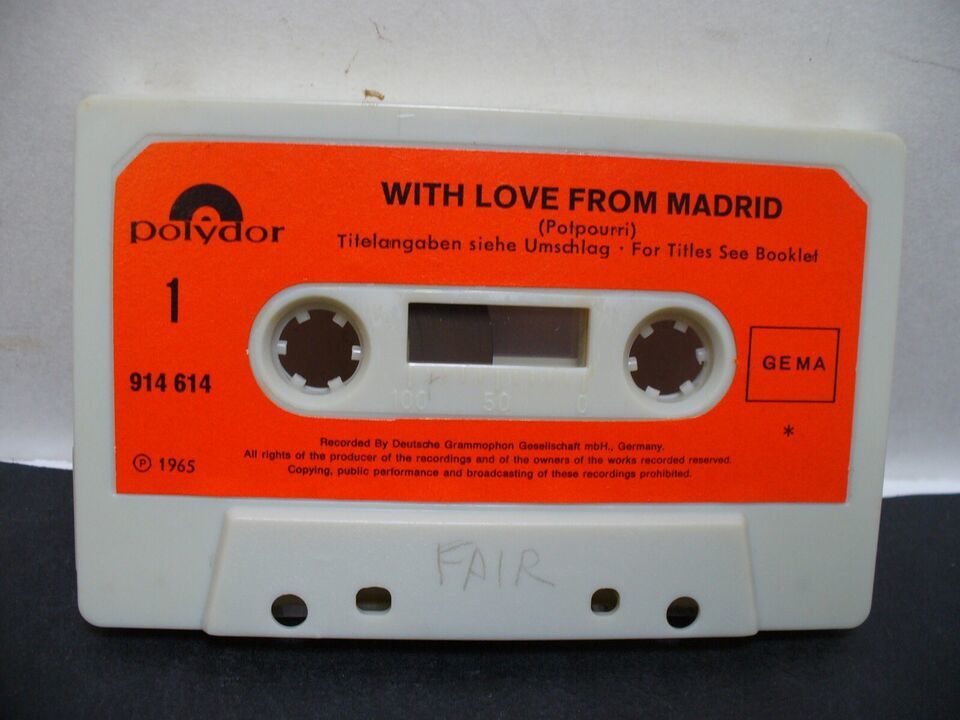 polydor
WITH LOVE FROM MADRID
(Potpourri)
Titelangaben siehe Umschlag · For Titles See Booklet
1
914 614
100 50 0
GEMA
*
Recorded By Deutsche Grammophon Gesellschaft mbH., Germany.
All rights of the producer of the recordings and of the owners of the works recorded reserved.
Copying, public performance and broadcasting of these recordings prohibited.
℗ 1965
FAIR